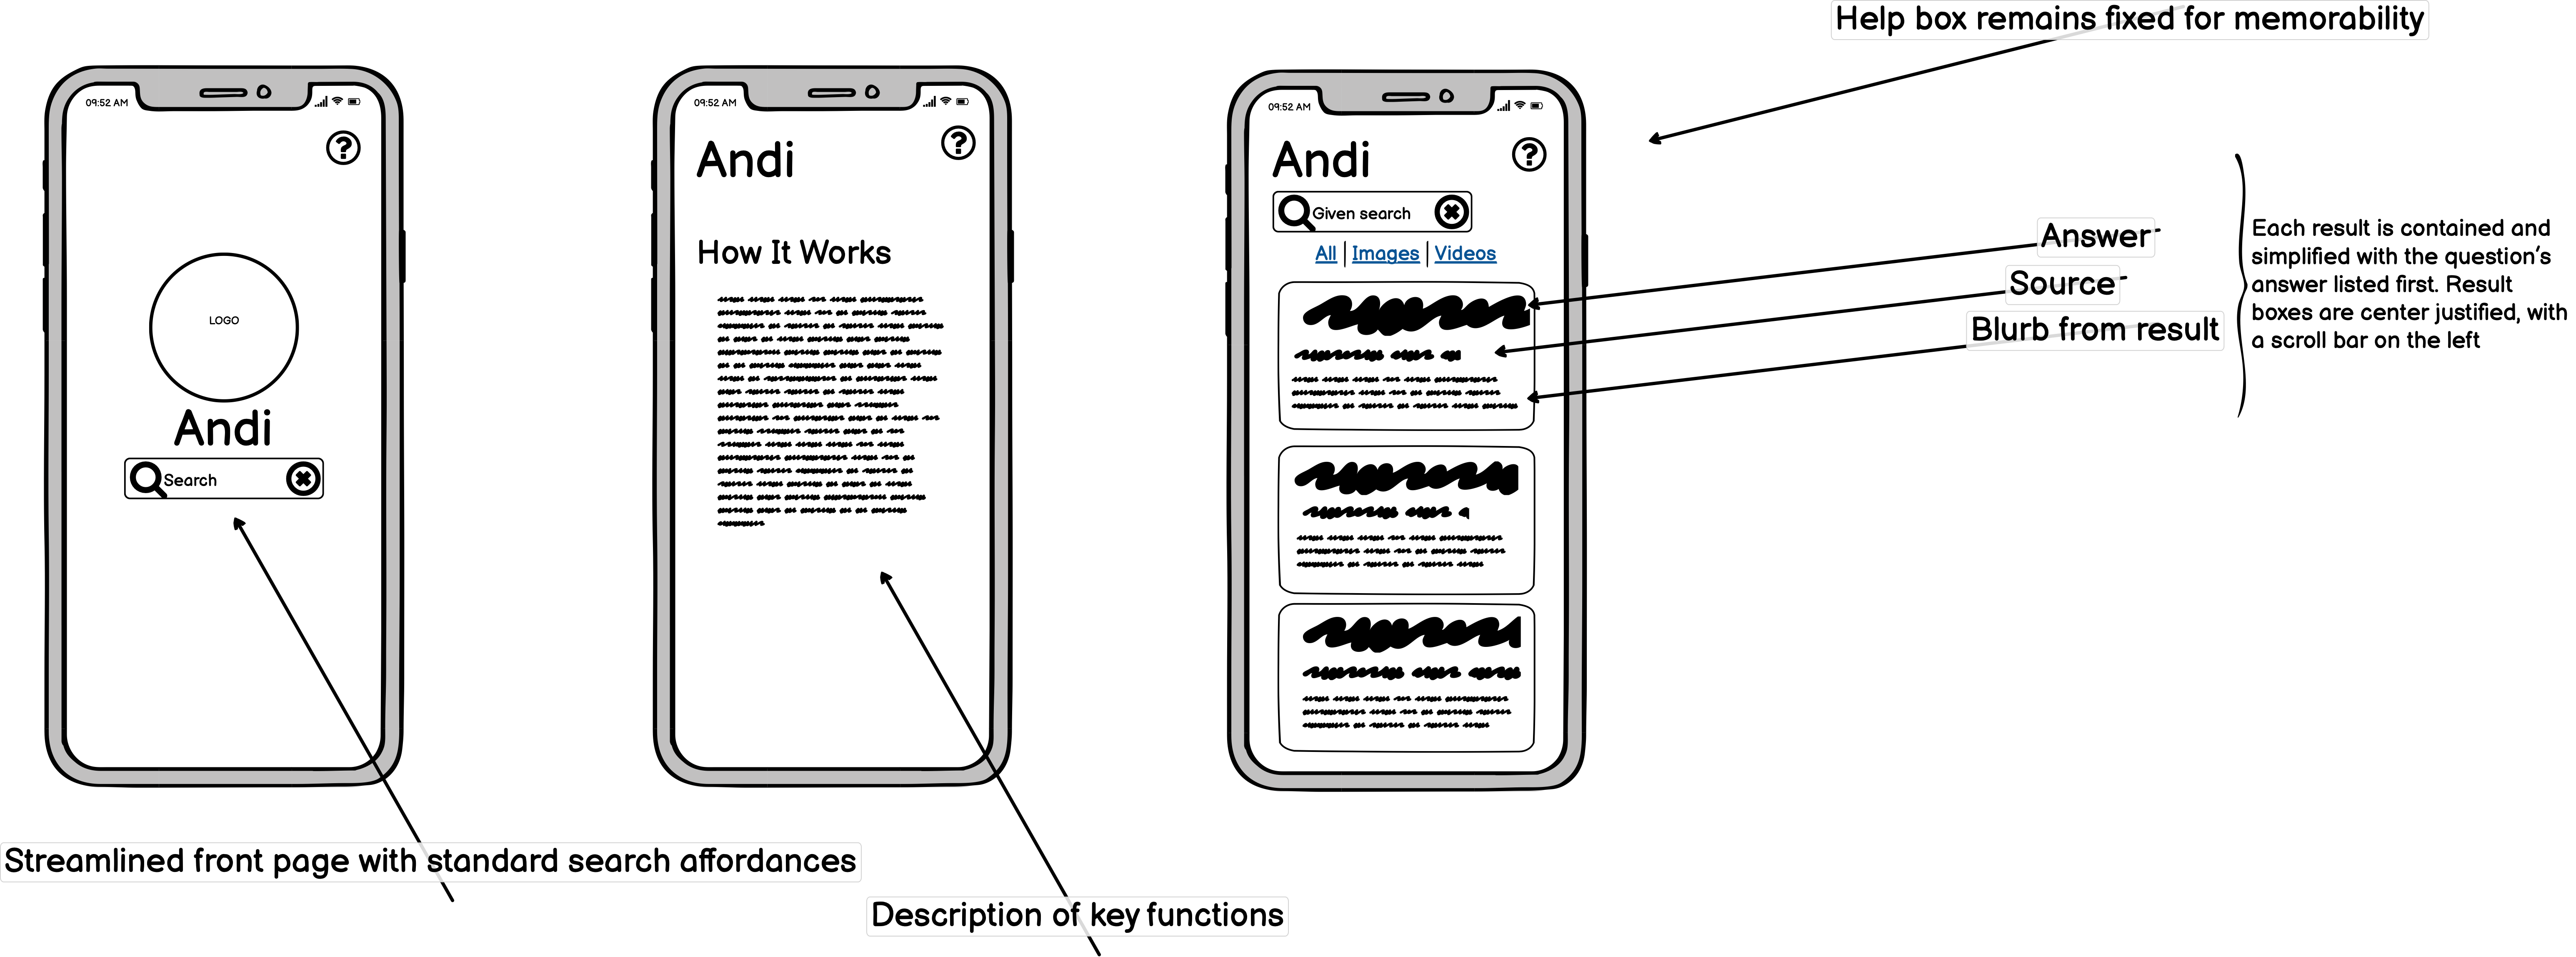 Help box remains fixed for memorability
09:52 AM
LOGO
Andi
Search
Streamlined front page with standard search affordances
09:52 AM
Andi
How It Works
Description of key functions
09:52 AM
Andi
Given search
All | Images | Videos
Answer
Source
Blurb from result
Each result is contained and
simplified with the question's
answer listed first. Result
boxes are center justified, with
a scroll bar on the left